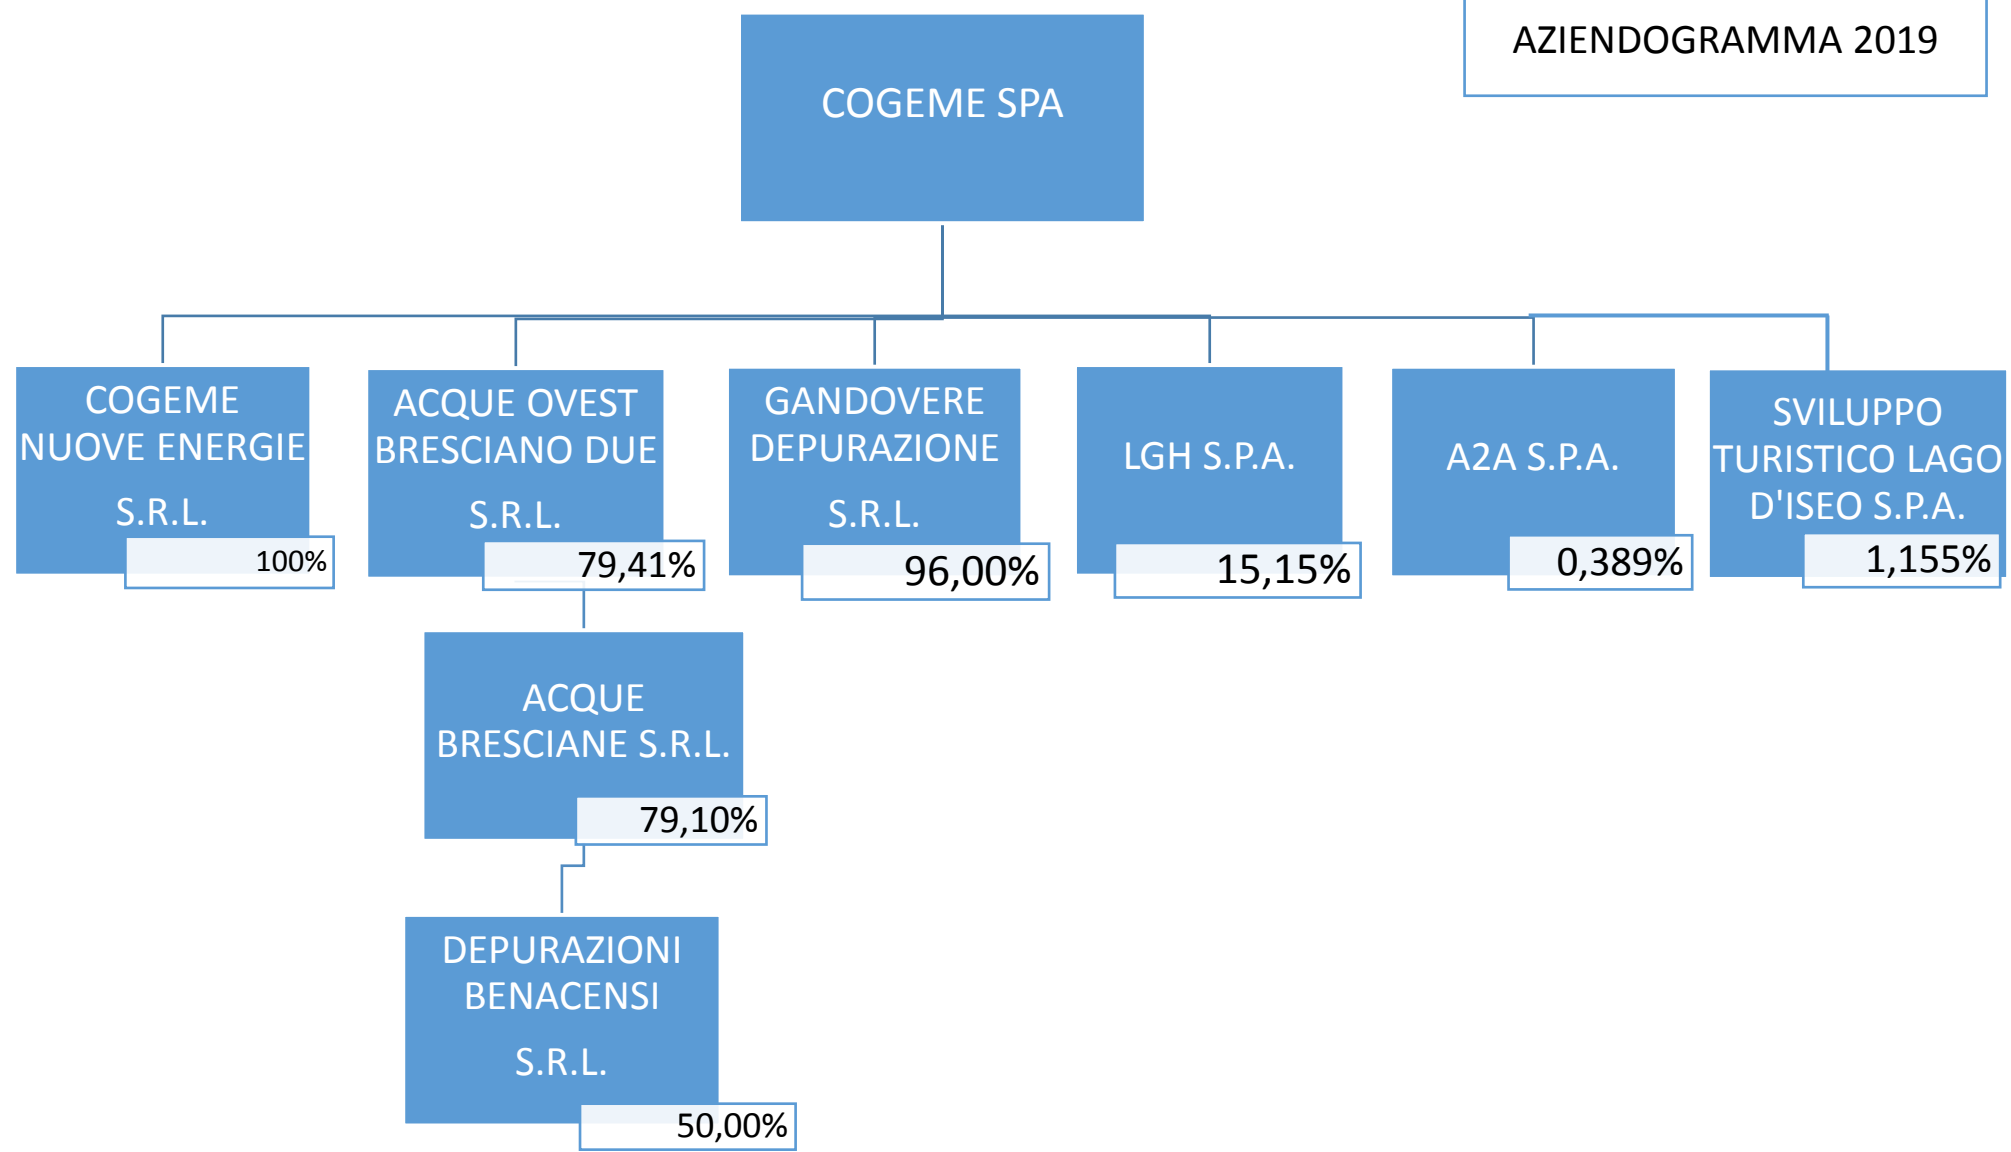 AZIENDOGRAMMA 2019
COGEME SPA
COGEME
NUOVE ENERGIE
S.R.L.
100%
ACQUE OVEST
BRESCIANO DUE
S.R.L.
79,41%
GANDOVERE
DEPURAZIONE
S.R.L.
96,00%
LGH S.P.A.
15,15%
A2A S.P.A.
0,389%
SVILUPPO
TURISTICO LAGO
D'ISEO S.P.A.
1,155%
ACQUE
BRESCIANE S.R.L.
79,10%
DEPURAZIONI
BENACENSI
S.R.L.
50,00%